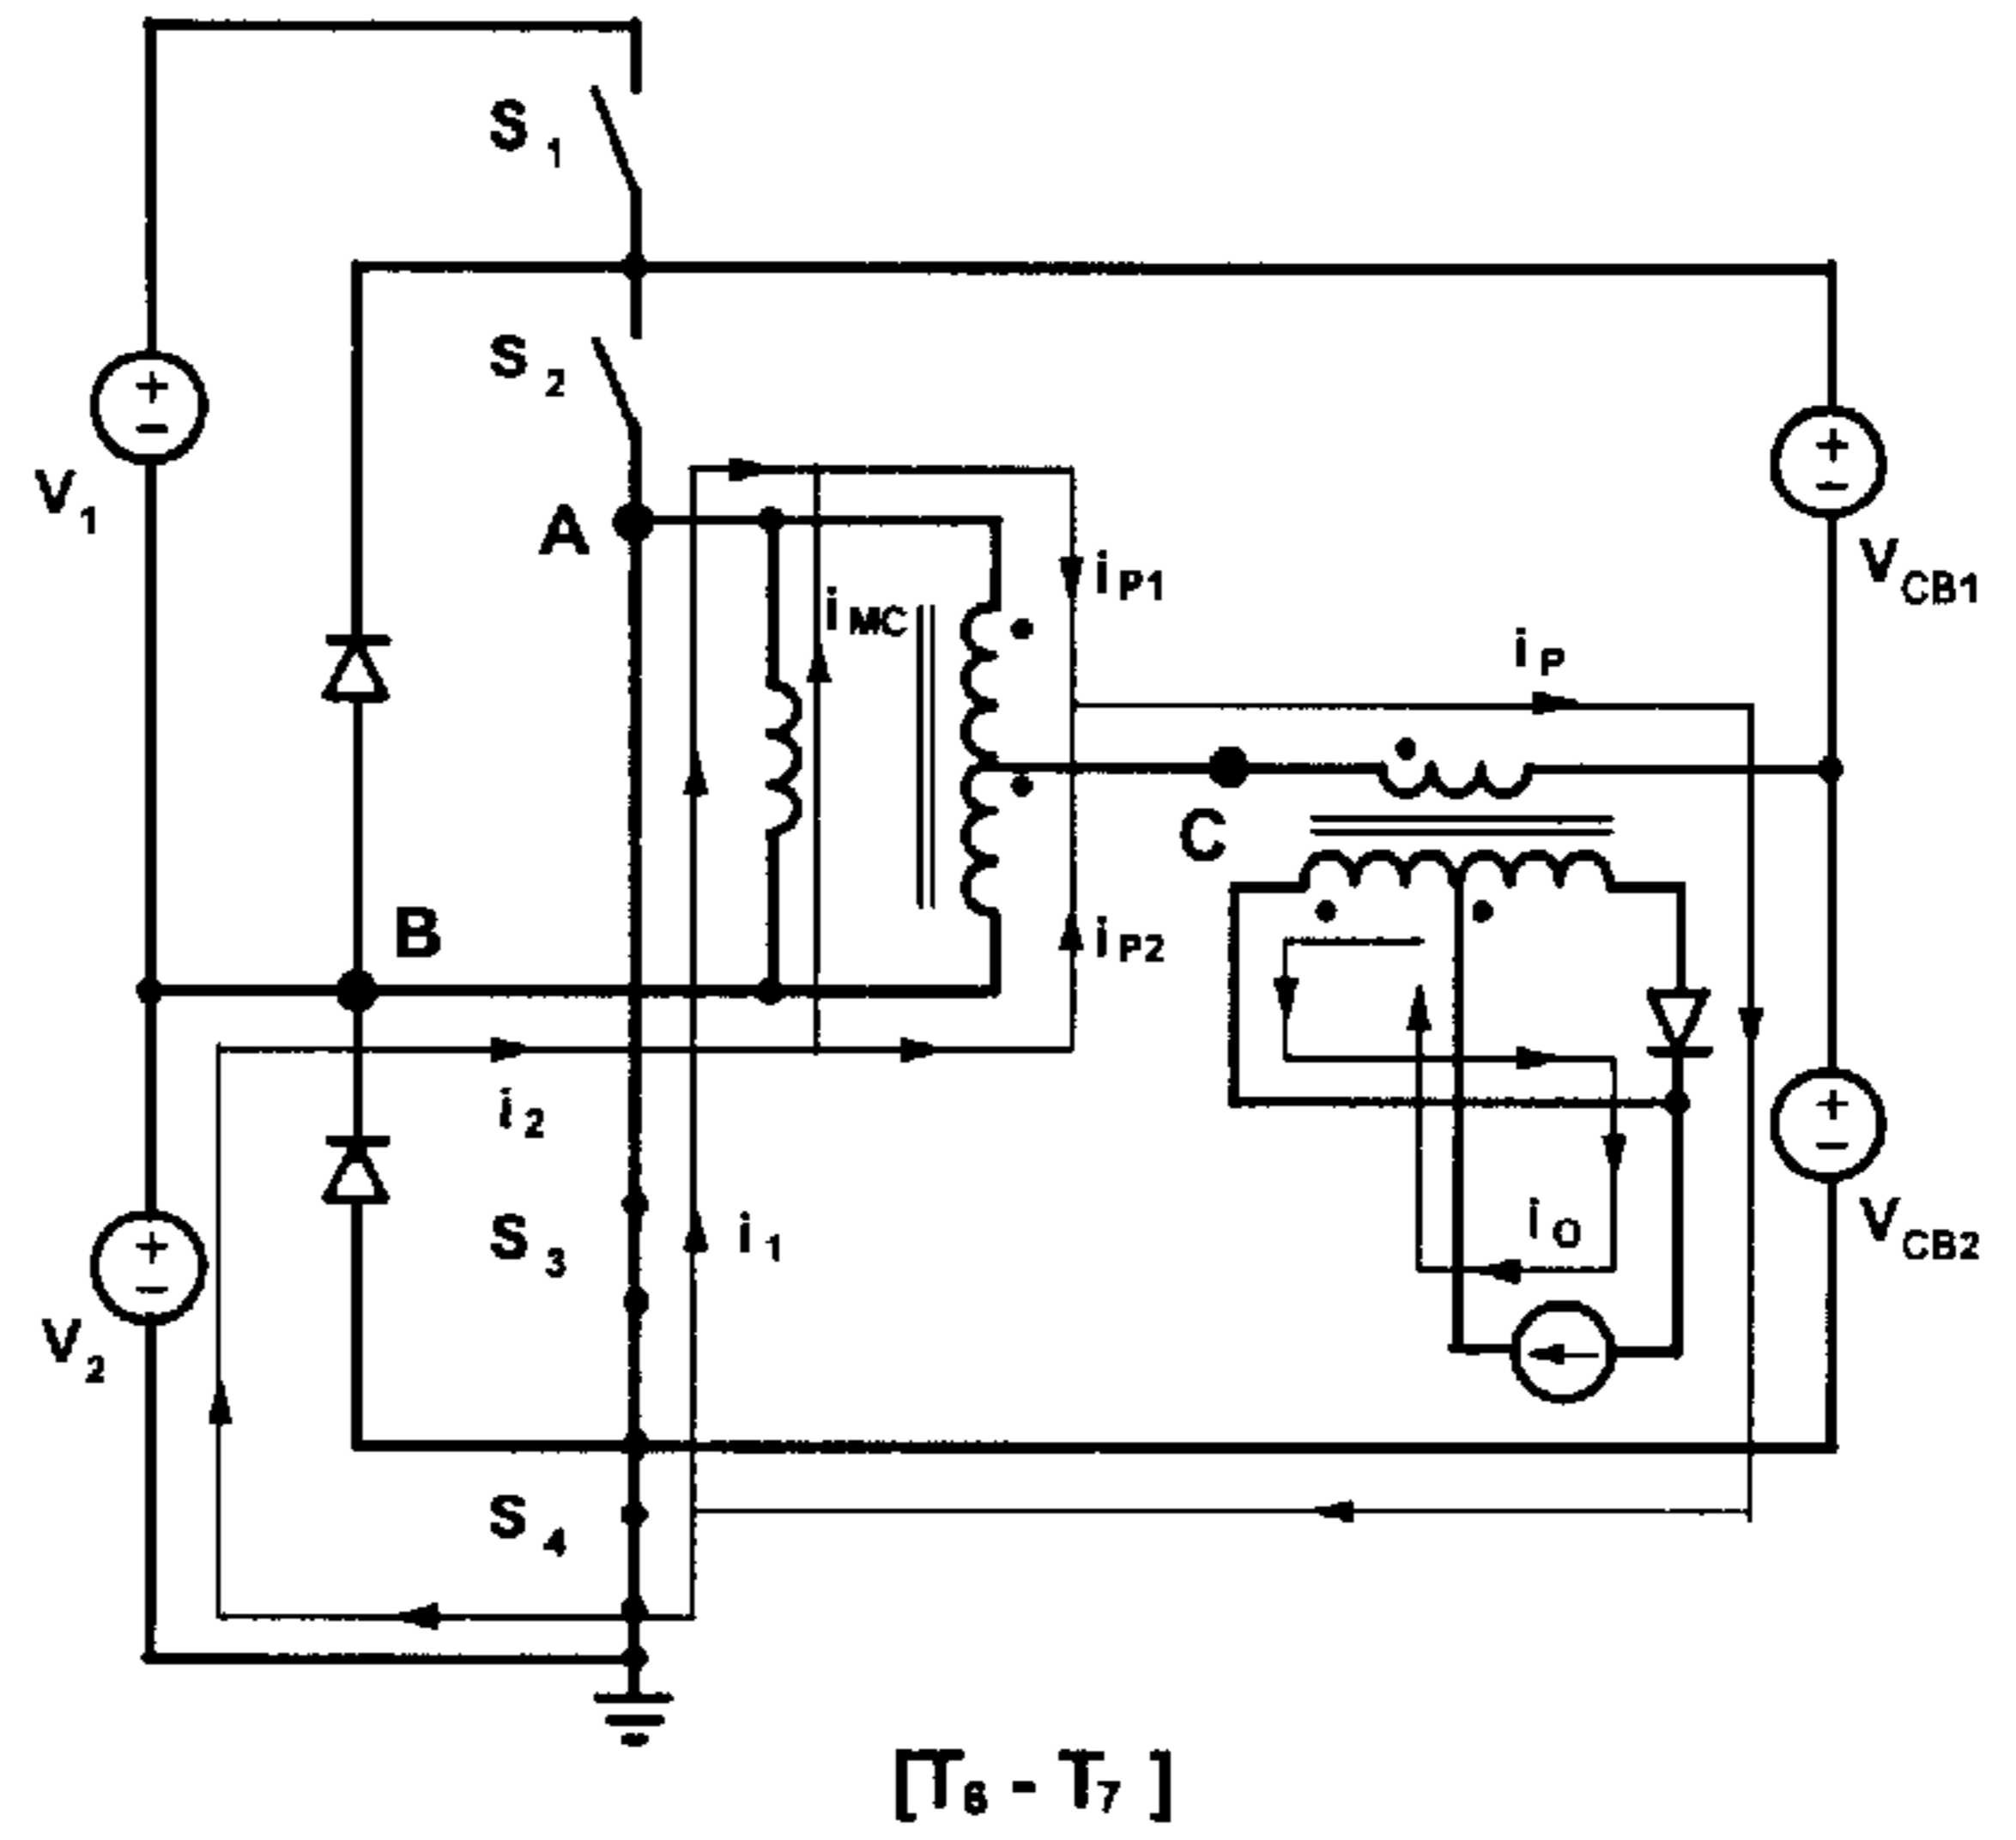 S1
S2
V1
+
−
+
−
VCB1
A
iMC
iP1
iP
C
B
iP2
i2
S3
i1
iO
+
−
V2
+
−
VCB2
S4
[T6 - T7 ]